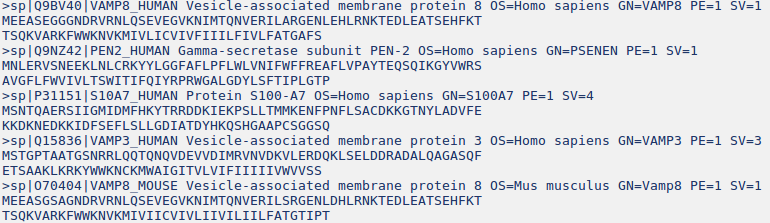 >sp|Q9BV40|VAMP8_HUMAN Vesicle-associated membrane protein 8 OS=Homo sapiens GN=VAMP8 PE=1 SV=1
MEEASEGGGNDRVRNLQSEVEGVKNIMTQNVERILARGENLEHLRNKTEDLEATSEHFKT
TSQKVARKFWWKNVKMIVLICVIVFIIILFIVLFATGAFS
>sp|Q9NZ42|PEN2_HUMAN Gamma-secretase subunit PEN-2 OS=Homo sapiens GN=PSENEN PE=1 SV=1
MNLERVSNEEKLNLCRKYYLGGFAFLPFLWLVNIFWFFREAFLVPAYTEQSQIKGYVWRS
AVGFLFWVIVLTSWITIFQIYRPRWGALGDYLSFTIPLGTP
>sp|P31151|S10A7_HUMAN Protein S100-A7 OS=Homo sapiens GN=S100A7 PE=1 SV=4
MSNTQAERSIIGMIDMFHKYTRRDDKIEKPSLLTMMKENFPNFLSACDKKGTNYLADVFE
KKDKNEDKKIDFSEFLSLLGDIATDYHKQSHGAAPCSGGSQ
>sp|Q15836|VAMP3_HUMAN Vesicle-associated membrane protein 3 OS=Homo sapiens GN=VAMP3 PE=1 SV=3
MSTGPTAATGSNRRLQQTQNQVDEVVDIMRVNVDKVLERDQKLSELDDRADALQAGASQF
ETSAAKLKRKYWWKNCKMWAIGITVLVIFIIIIIVWVVSS
>sp|O70404|VAMP8_MOUSE Vesicle-associated membrane protein 8 OS=Mus musculus GN=Vamp8 PE=1 SV=1
MEEASGSAGNDRVRNLQSEVEGVKNIMTQNVERILSRGENLDHLRNKTEDLEATSEHFKT
TSQKVARKFWWKNVKMIVIICVIVLIIVILIILFATGTIPT